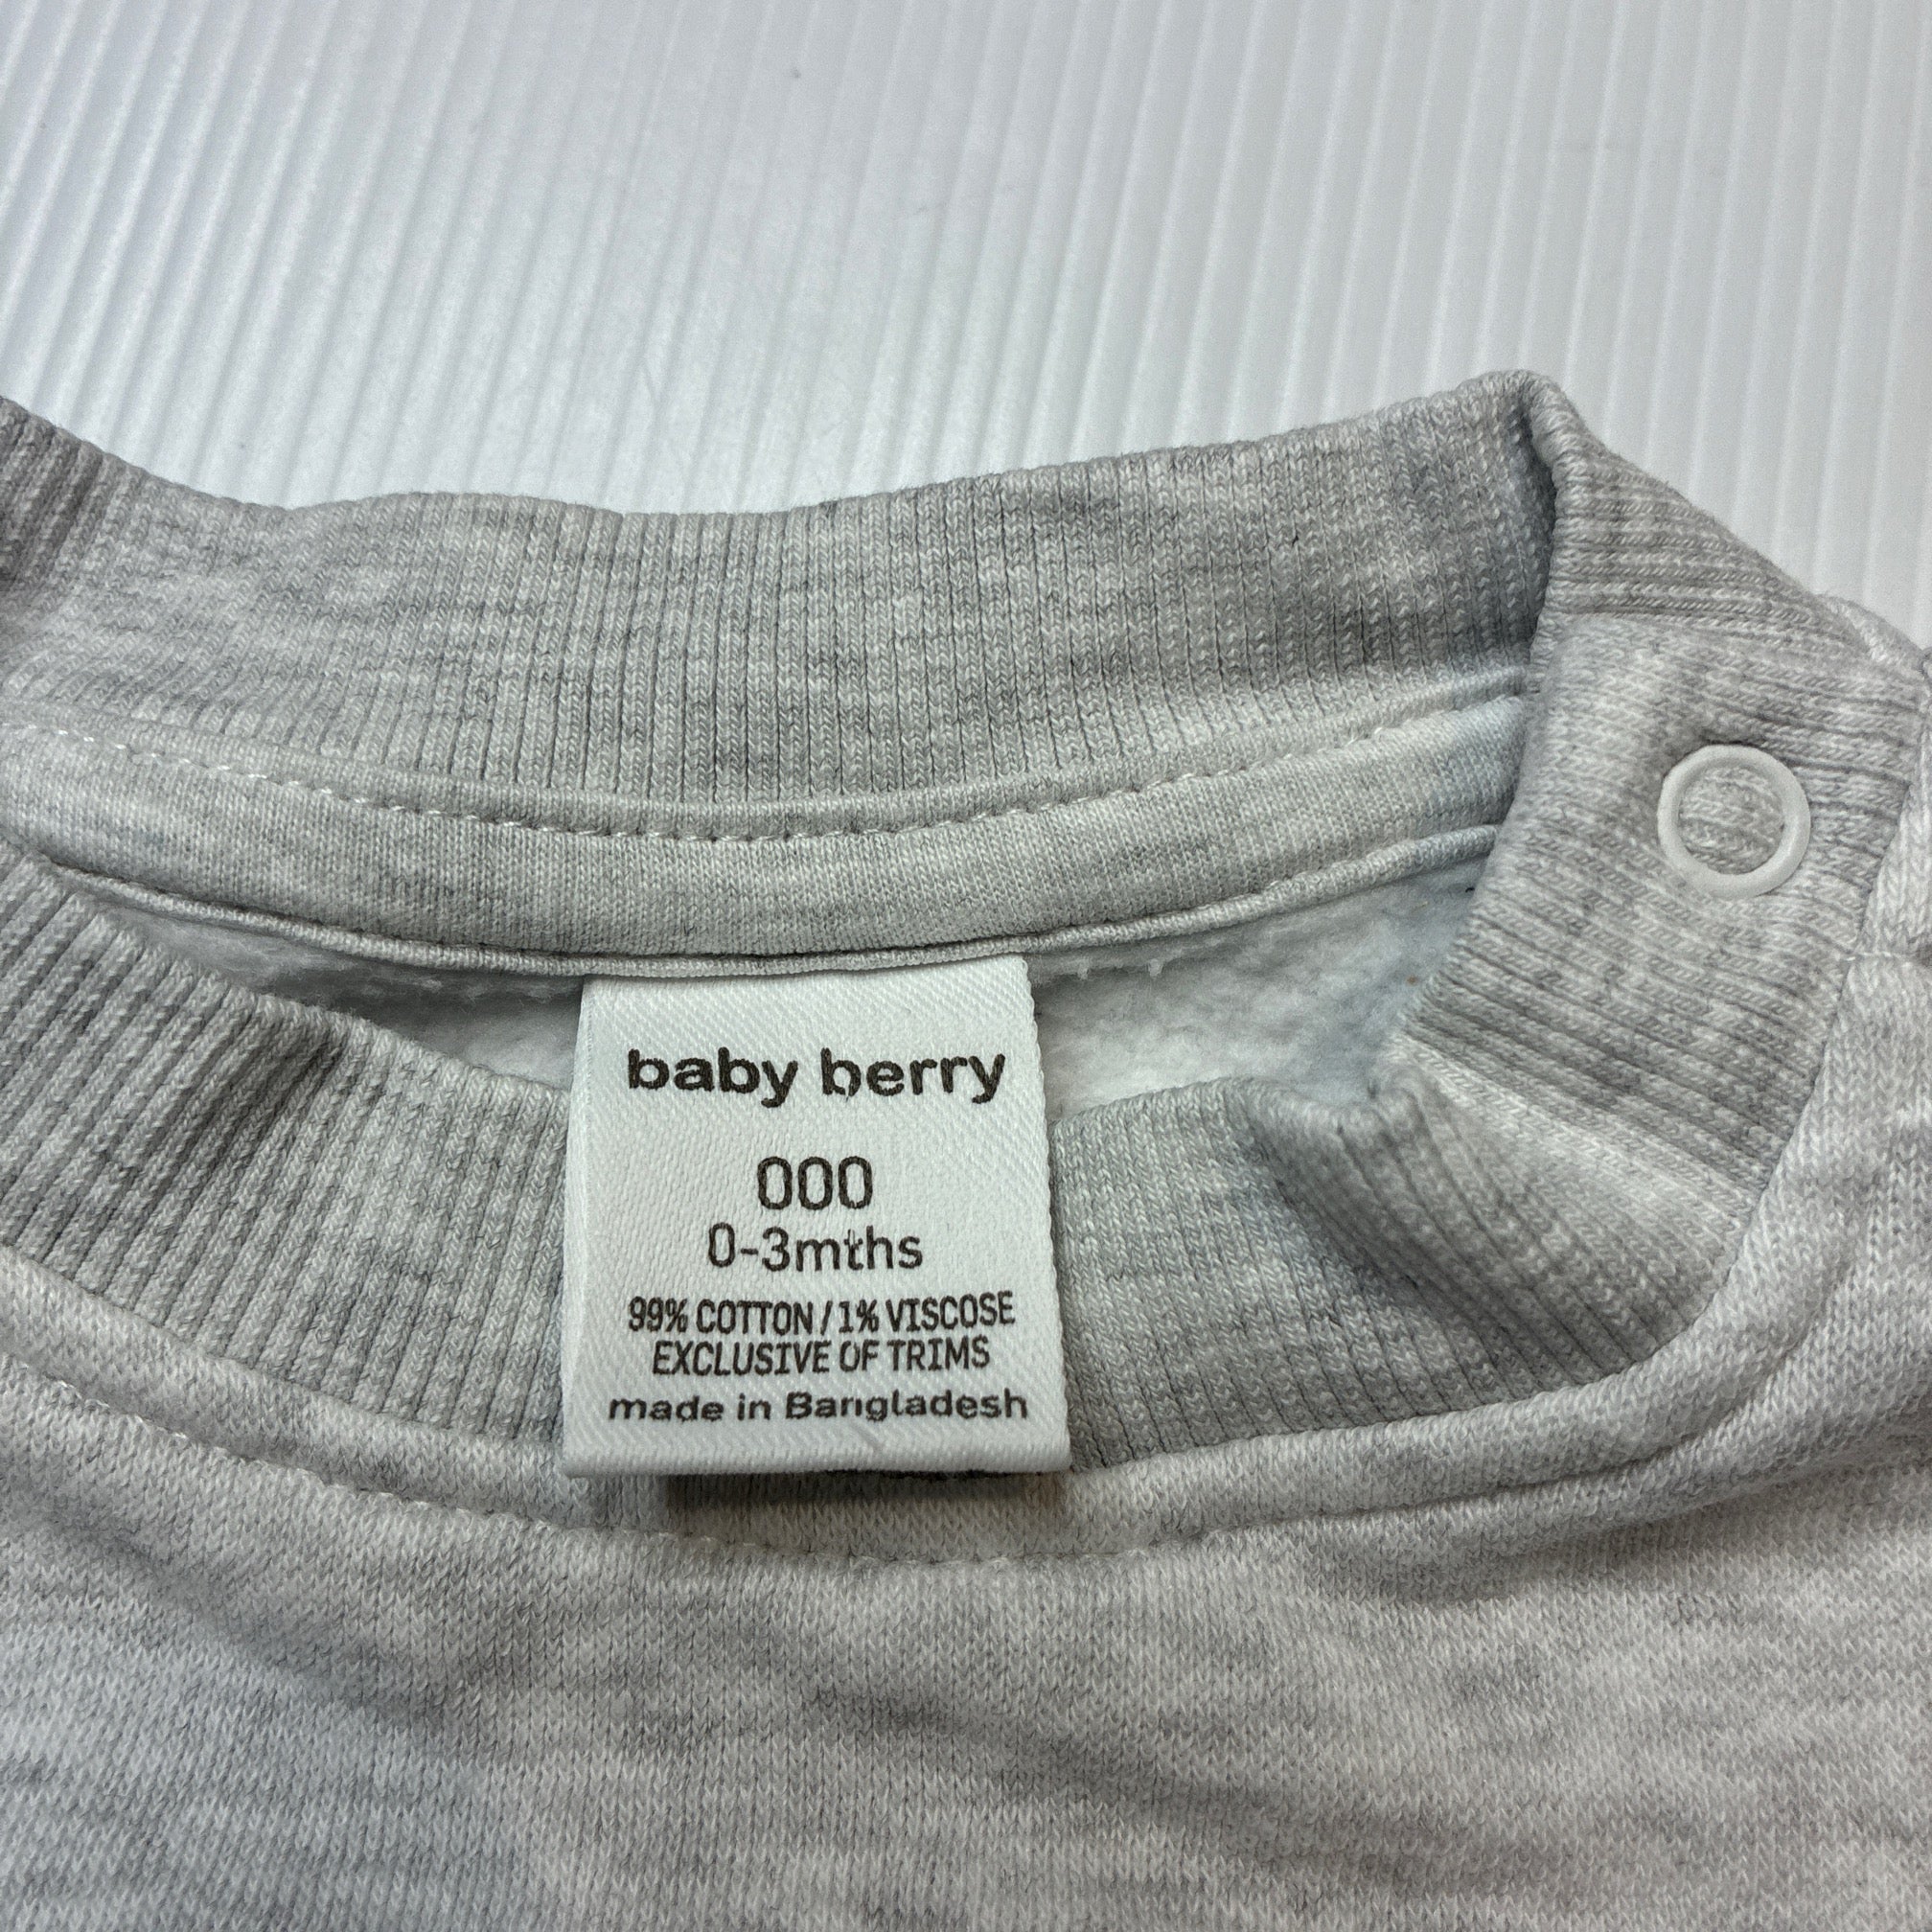 baby berry
000
0-3mths
99% COTTON / 1% VISCOSE
EXCLUSIVE OF TRIMS
made in Bangladesh